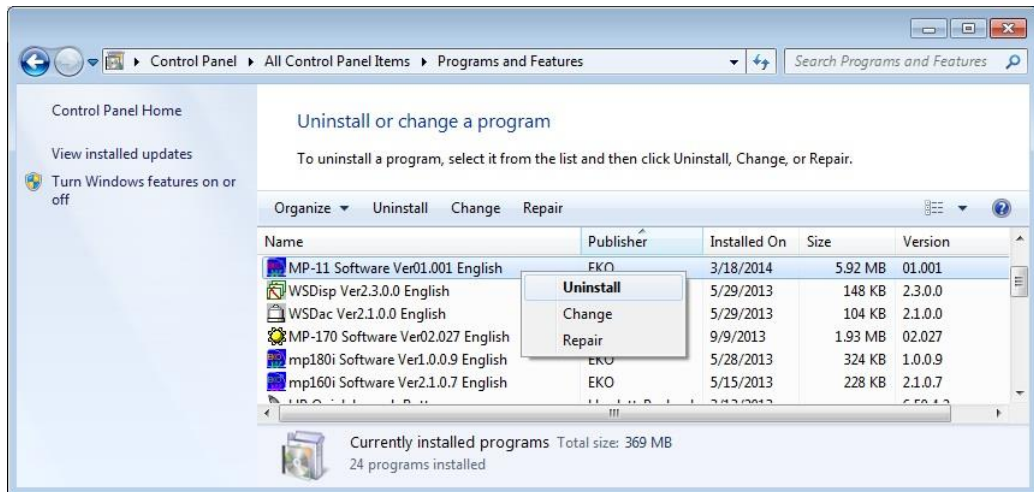 Control Panel All Control Panel Items Programs and Features Search Programs and Features
Control Panel Home
View installed updates
Turn Windows features on or
off
Uninstall or change a program
To uninstall a program, select it from the list and then click Uninstall, Change, or Repair.
Organize Uninstall Change Repair
Name Publisher Installed On Size Version
MP-11 Software Ver01.001 English EKO 3/18/2014 5.92 MB 01.001
WSDisp Ver2.3.0.0 English 5/29/2013 148 KB 2.3.0.0
WSDac Ver2.1.0.0 English 5/29/2013 104 KB 2.1.0.0
MP-170 Software Ver02.027 English 9/9/2013 1.93 MB 02.027
mp180i Software Ver1.0.0.9 English EKO 5/28/2013 324 KB 1.0.0.9
mp160i Software Ver2.1.0.7 English EKO 5/15/2013 228 KB 2.1.0.7
Uninstall
Change
Repair
Currently installed programs Total size: 369 MB
24 programs installed